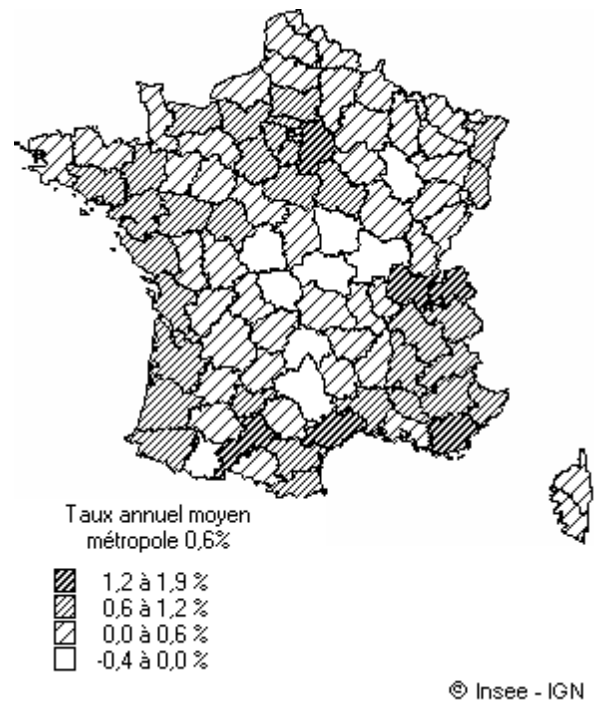 Taux annuel moyen
métropole 0,6%
1,2 à 1,9 %
0,6 à 1,2 %
0,0 à 0,6 %
-0,4 à 0,0 %
© Insee - IGN